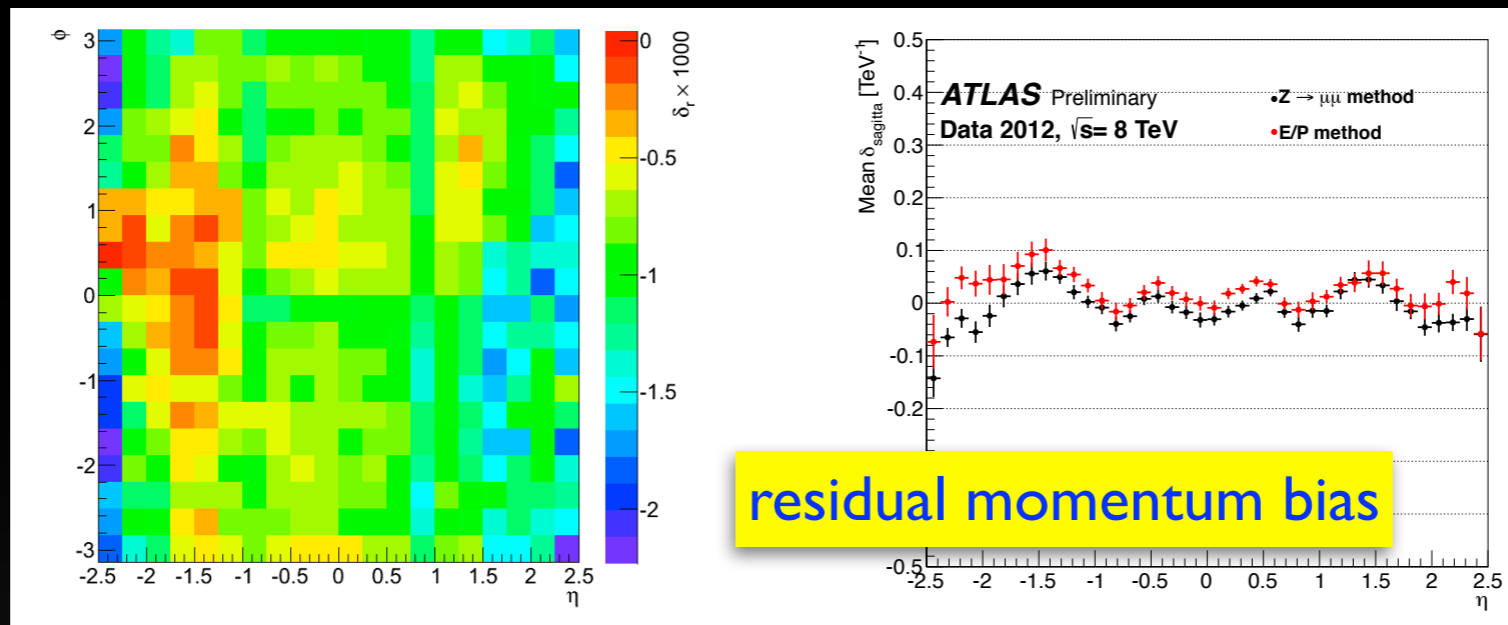 ϕ
3
2
1
0
-1
-2
-3
-2.5 -2 -1.5 -1 -0.5 0 0.5 1 1.5 2 2.5
η
0
-0.5
-1
-1.5
-2
δr × 1000
Mean δsagitta [TeV⁻¹]
0.5
0.4
0.3
0.2
0.1
0
-0.1
-0.2
-0.5
ATLAS Preliminary
Data 2012, √s= 8 TeV
Z → μμ method
E/P method
residual momentum bias
-2.5 -2 -1.5 -1 -0.5 0 0.5 1 1.5 2 2.5
η